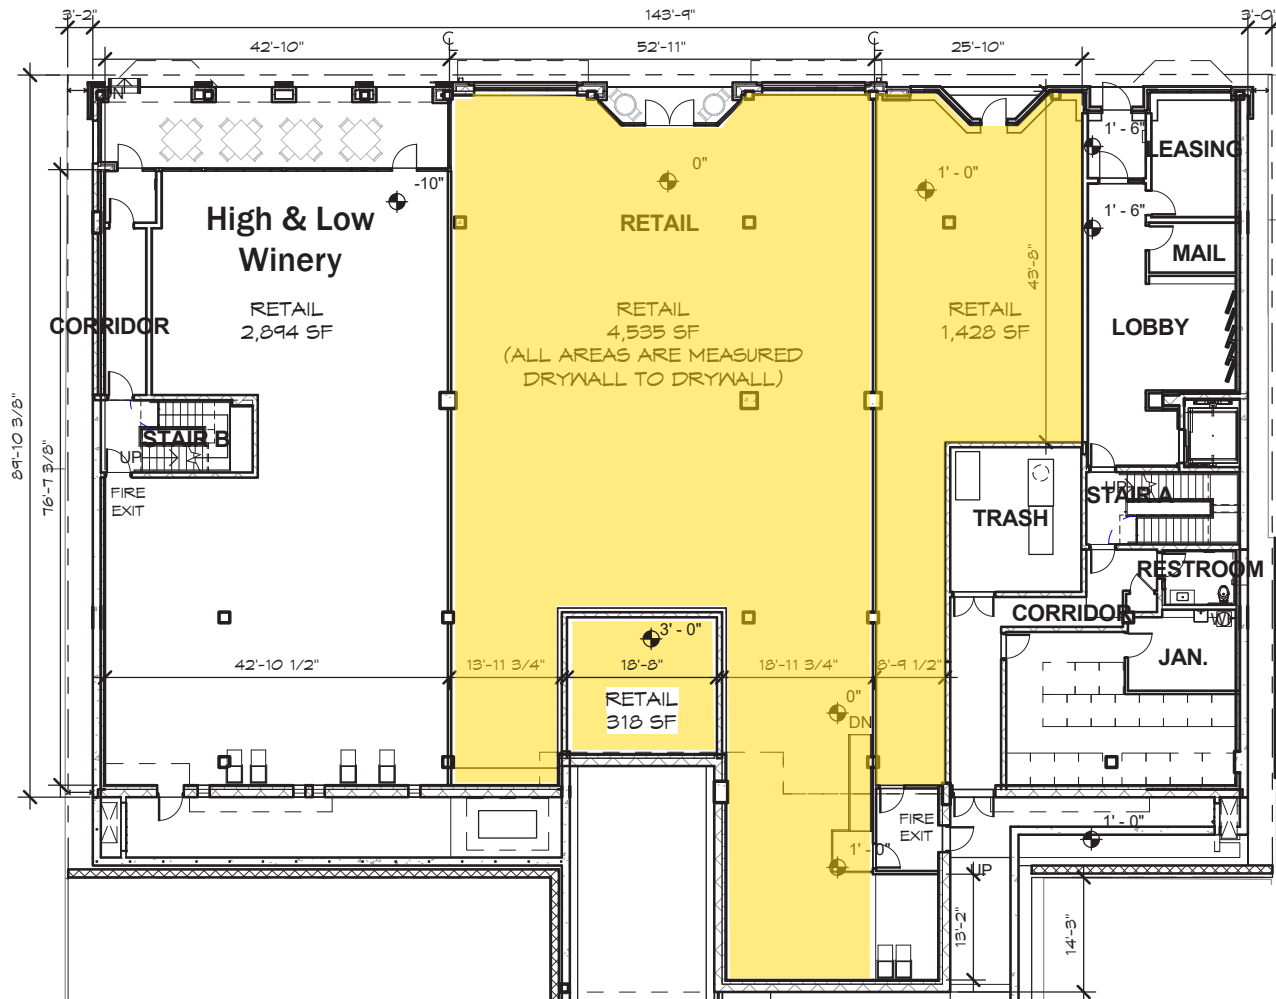 3'-2"
143'-9"
3'-0"
42'-10"
℄
52'-11"
℄
25'-10"
DN
1' - 6"
LEASING
0"
1' - 0"
-10"
High & Low
Winery
RETAIL
1' - 6"
MAIL
43'-8"
RETAIL
2,894 SF
RETAIL
4,535 SF
(ALL AREAS ARE MEASURED
DRYWALL TO DRYWALL)
RETAIL
1,428 SF
CORRIDOR
LOBBY
89'-10 3/8"
76'-7 3/8"
STAIR B
UP
FIRE
EXIT
UP
STAIR A
TRASH
RESTROOM
CORRIDOR
3' - 0"
JAN.
42'-10 1/2"
13'-11 3/4"
18'-8"
18'-11 3/4"
8'-9 1/2"
RETAIL
318 SF
0"
DN
FIRE
EXIT
1' - 0"
1' - 0"
UP
13'-2"
14'-3"